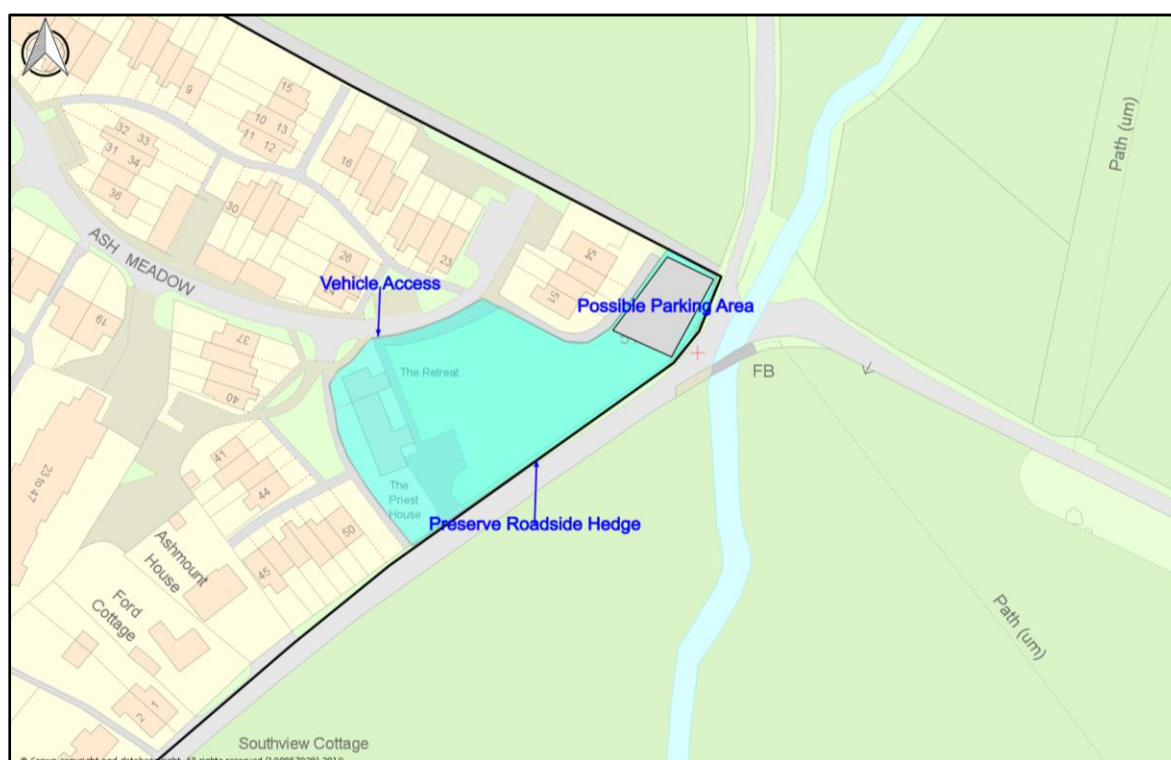 15
9
10
13
11
12
32
33
31
34
36
16
30
ASH MEADOW
26
23
54
51
Vehicle Access
Possible Parking Area
19
37
40
The Retreat
FB
Path (um)
41
44
23 to 47
The
Priest
House
50
45
Preserve Roadside Hedge
Ashmount
House
Ford
Cottage
1
2
Path (um)
Southview Cottage